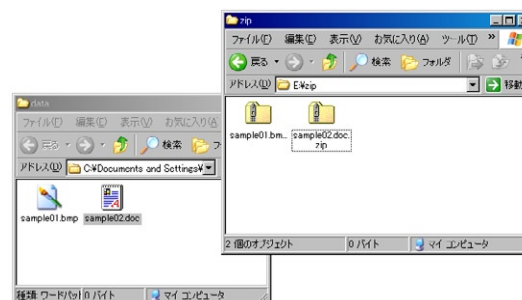 zip
ファイル(F) 編集(E) 表示(V) お気に入り(A) ツール(T) »
戻る 検索 フォルダ
アドレス(D) E:¥zip 移動
sample01.bm... sample02.doc.
zip
2 個のオブジェクト 0 バイト マイ コンピュータ
data
ファイル(F) 編集(E) 表示(V) お気に入り(A
戻る 検索 フ
アドレス(D) C:¥Documents and Settings¥
sample01.bmp sample02.doc
種類: ワードパッ 0 バイト マイ コンピュータ